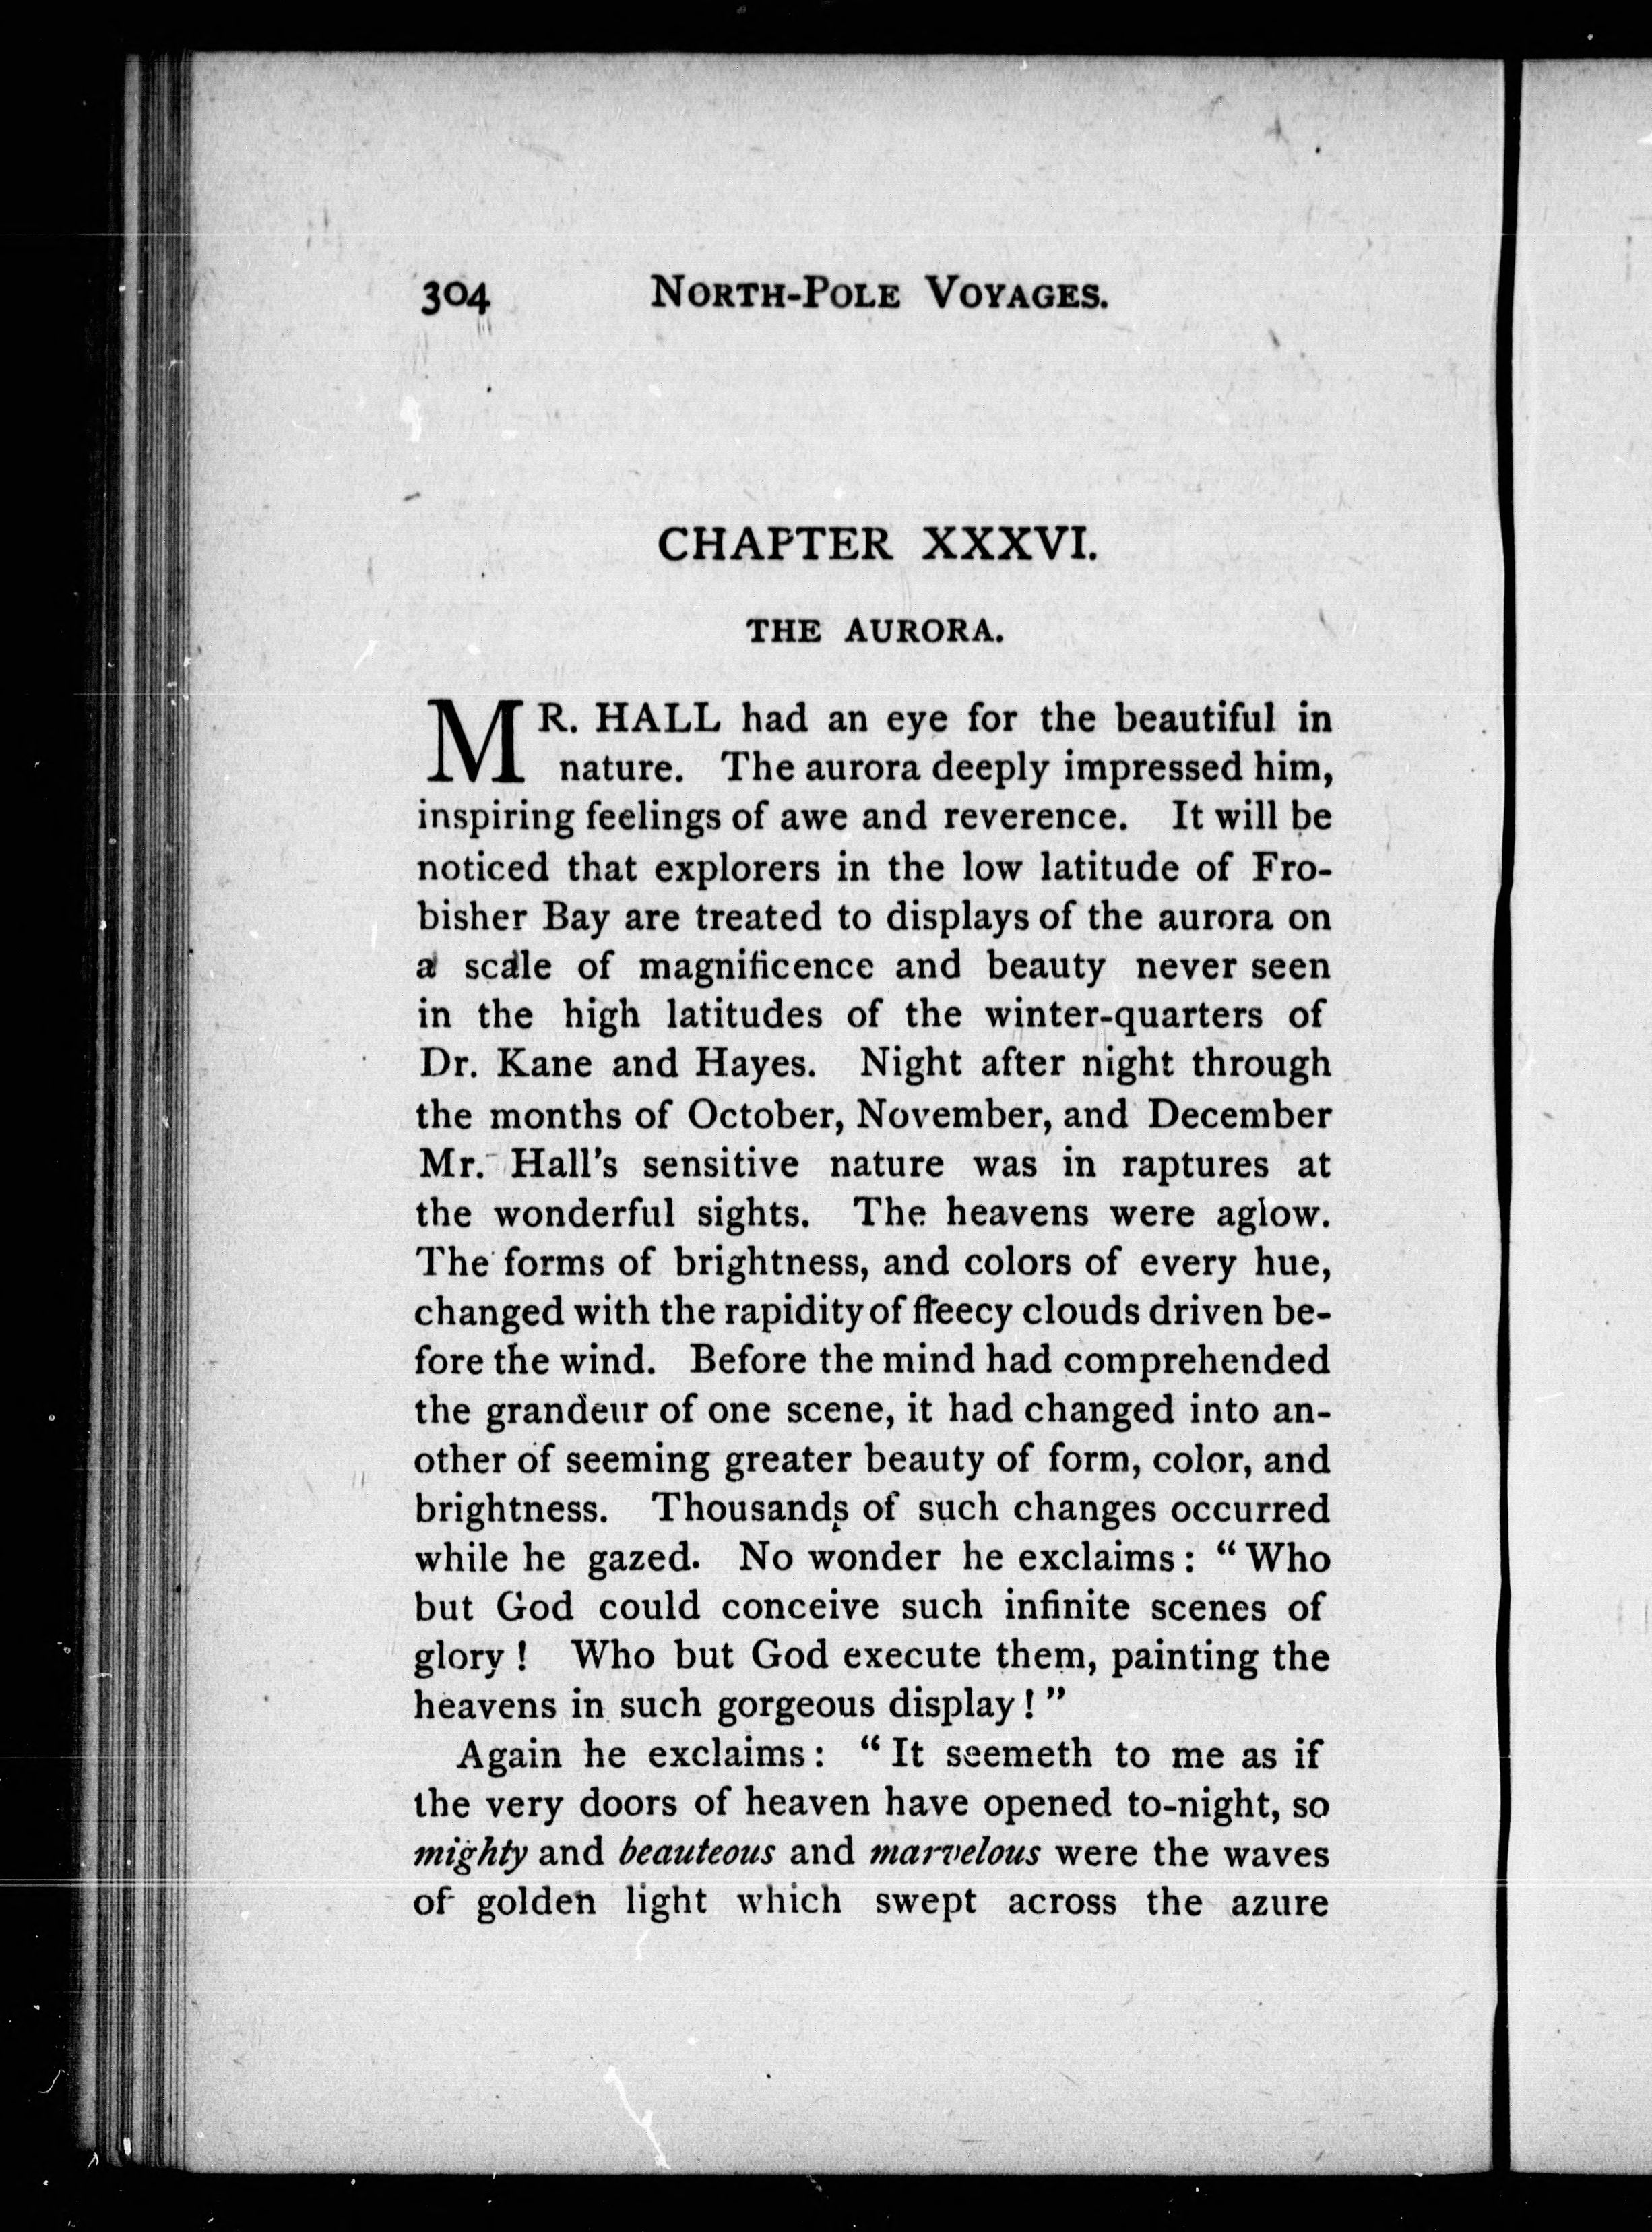 304 NORTH-POLE VOYAGES.
CHAPTER XXXVI.
THE AURORA.
MR. HALL had an eye for the beautiful in
nature. The aurora deeply impressed him,
inspiring feelings of awe and reverence. It will be
noticed that explorers in the low latitude of Fro-
bisher Bay are treated to displays of the aurora on
a scale of magnificence and beauty never seen
in the high latitudes of the winter-quarters of
Dr. Kane and Hayes. Night after night through
the months of October, November, and December
Mr. Hall's sensitive nature was in raptures at
the wonderful sights. The heavens were aglow.
The forms of brightness, and colors of every hue,
changed with the rapidity of fleecy clouds driven be-
fore the wind. Before the mind had comprehended
the grandeur of one scene, it had changed into an-
other of seeming greater beauty of form, color, and
brightness. Thousands of such changes occurred
while he gazed. No wonder he exclaims: "Who
but God could conceive such infinite scenes of
glory! Who but God execute them, painting the
heavens in such gorgeous display!"
Again he exclaims: "It seemeth to me as if
the very doors of heaven have opened to-night, so
mighty and beauteous and marvelous were the waves
of golden light which swept across the azure